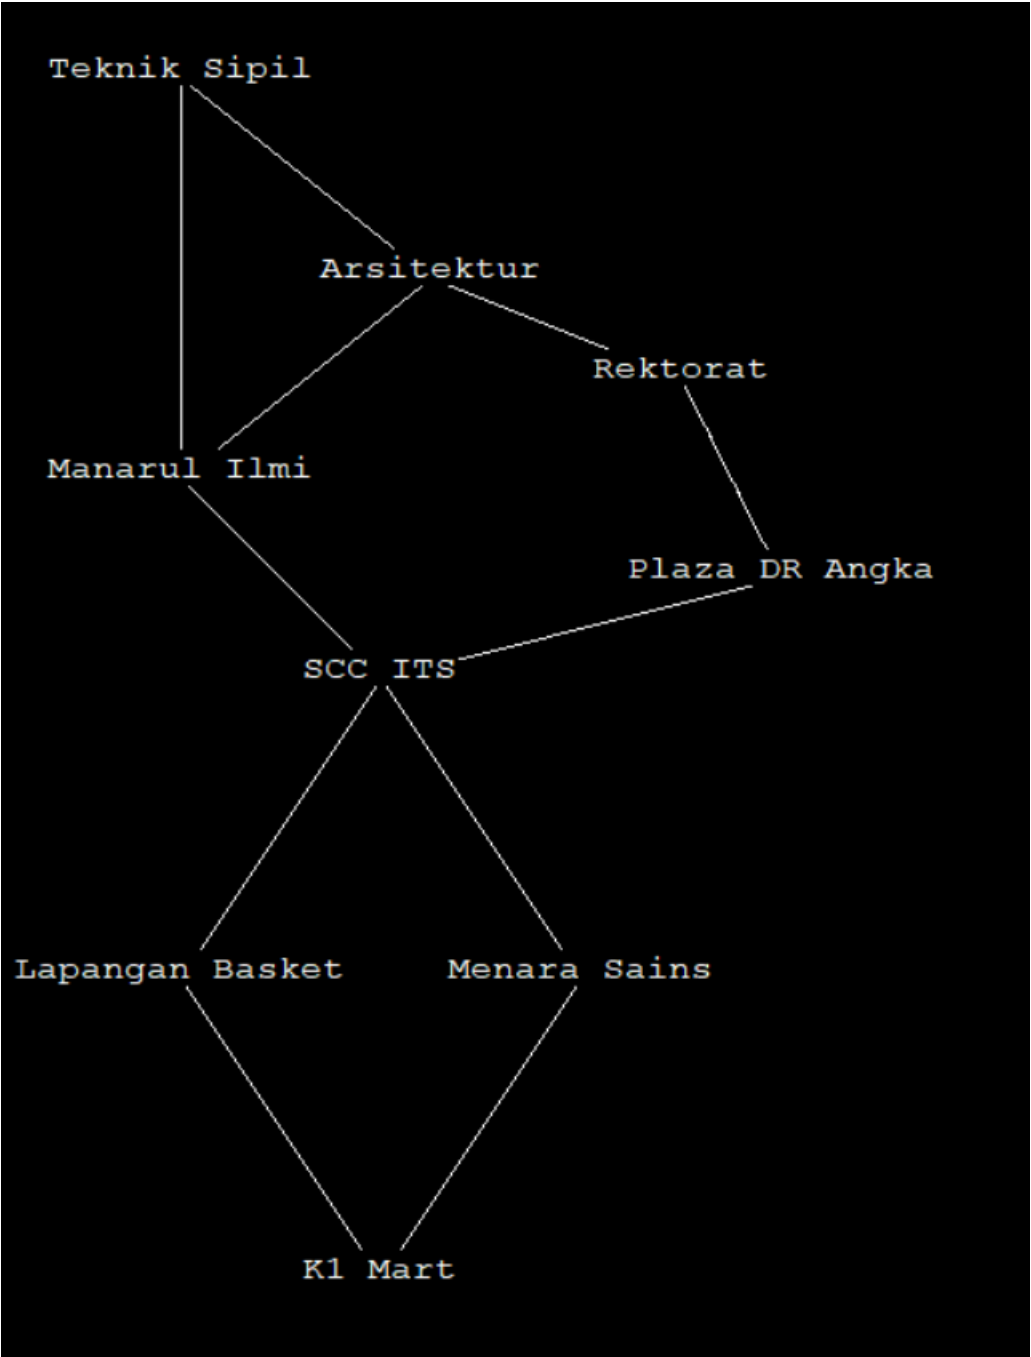 Teknik Sipil
Arsitektur
Rektorat
Manarul Ilmi
Plaza DR Angka
SCC ITS
Lapangan Basket
Menara Sains
K1 Mart